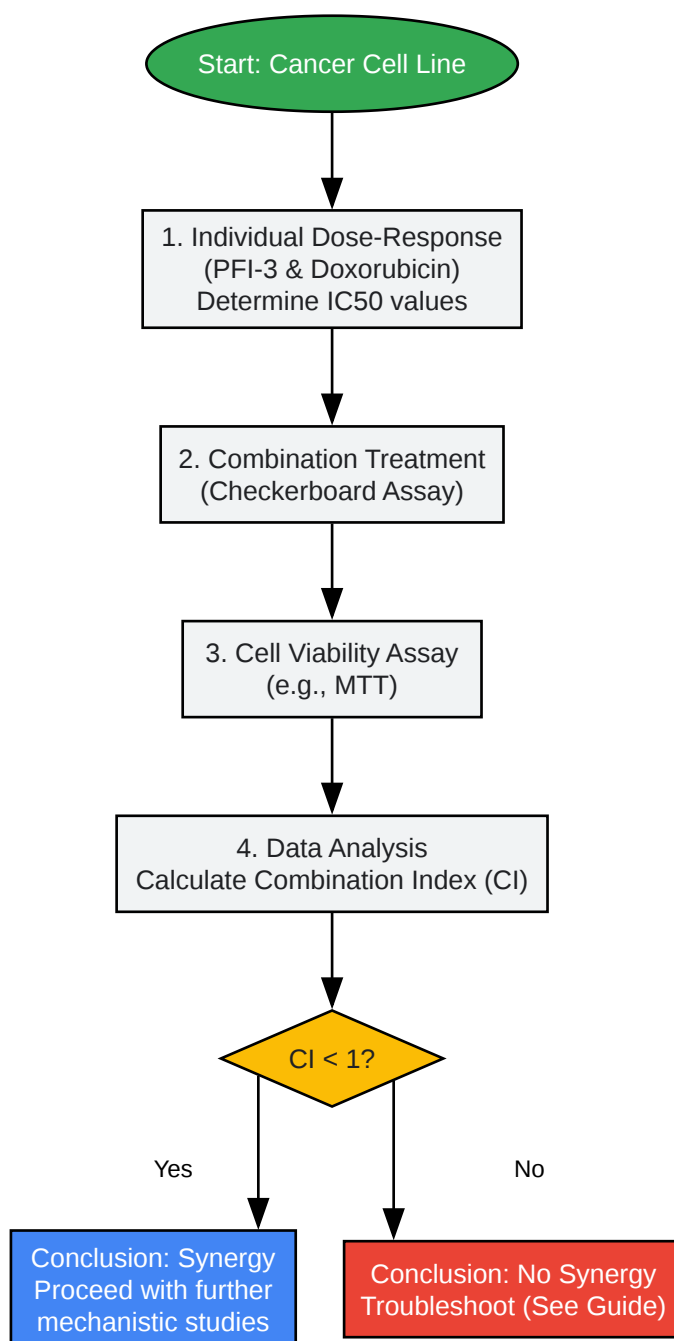 Start: Cancer Cell Line
1. Individual Dose-Response
(PFI-3 & Doxorubicin)
Determine IC50 values
2. Combination Treatment
(Checkerboard Assay)
3. Cell Viability Assay
(e.g., MTT)
4. Data Analysis
Calculate Combination Index (CI)
CI < 1?
Yes
No
Conclusion: Synergy
Proceed with further
mechanistic studies
Conclusion: No Synergy
Troubleshoot (See Guide)